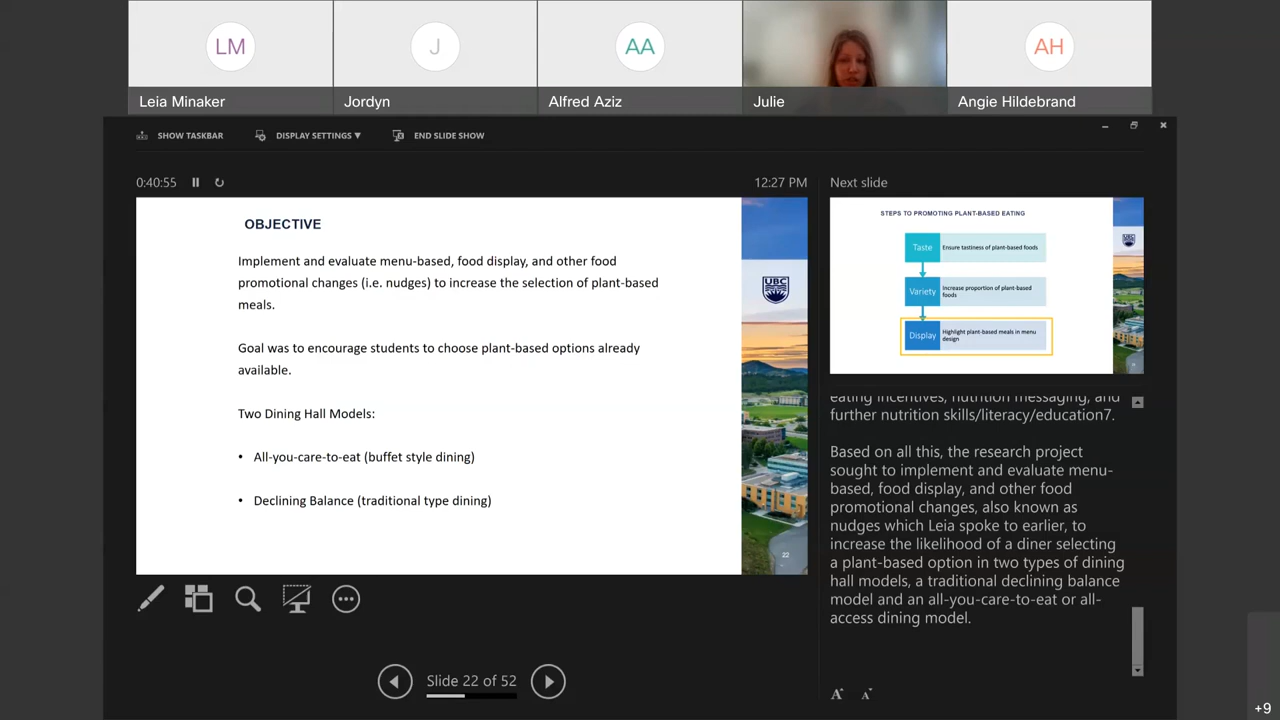 LM
J
AA
AH
Leia Minaker
Jordyn
Alfred Aziz
Julie
Angie Hildebrand
SHOW TASKBAR
DISPLAY SETTINGS ▼
END SLIDE SHOW
0:40:55
12:27 PM
OBJECTIVE
Implement and evaluate menu-based, food display, and other food
promotional changes (i.e. nudges) to increase the selection of plant-based
meals.
Goal was to encourage students to choose plant-based options already
available.
Two Dining Hall Models:
• All-you-care-to-eat (buffet style dining)
• Declining Balance (traditional type dining)
UBC
22
Slide 22 of 52
Next slide
STEPS TO PROMOTING PLANT-BASED EATING
Taste
Ensure tastiness of plant-based foods
Variety
Increase proportion of plant-based
foods
Display
Highlight plant-based meals in menu
design
eating incentives, nutrition messaging, and
further nutrition skills/literacy/education7.
Based on all this, the research project
sought to implement and evaluate menu-
based, food display, and other food
promotional changes, also known as
nudges which Leia spoke to earlier, to
increase the likelihood of a diner selecting
a plant-based option in two types of dining
hall models, a traditional declining balance
model and an all-you-care-to-eat or all-
access dining model.
A A
+9